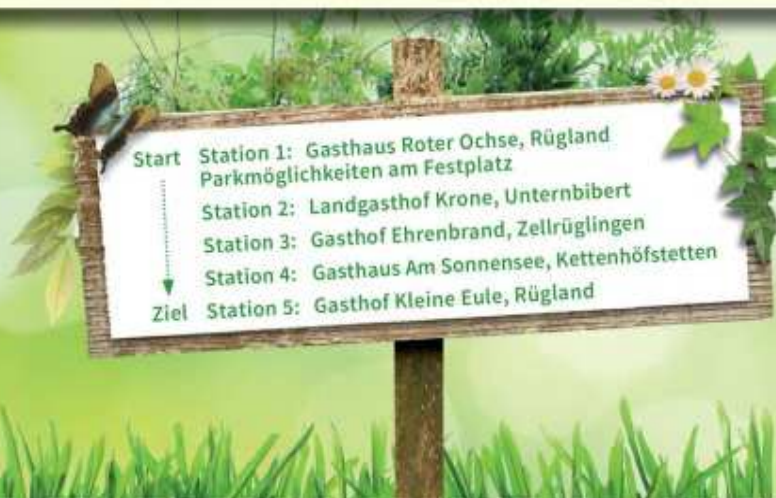 Start Station 1: Gasthaus Roter Ochse, Rügland
Parkmöglichkeiten am Festplatz
Station 2: Landgasthof Krone, Unternbibert
Station 3: Gasthof Ehrenbrand, Zellrüglingen
Station 4: Gasthaus Am Sonnensee, Kettenhöfstetten
Ziel Station 5: Gasthof Kleine Eule, Rügland